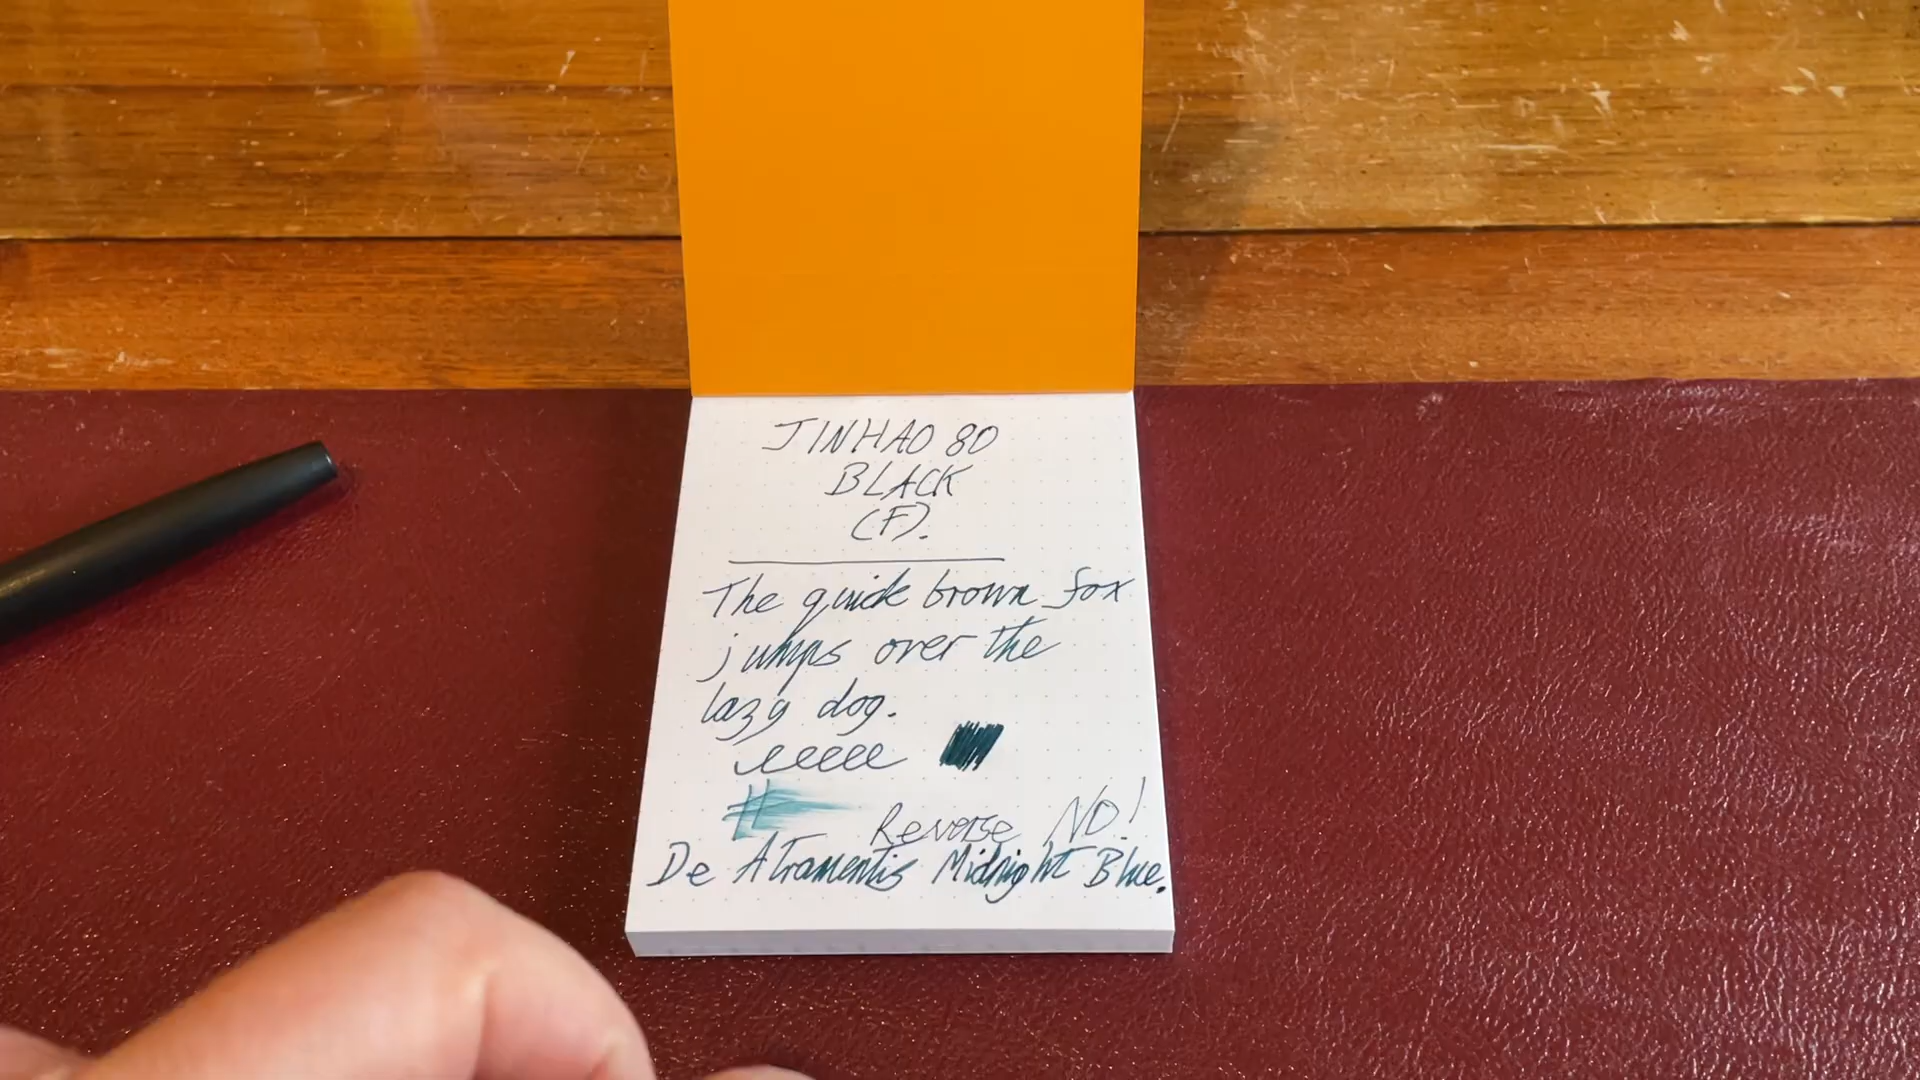 JINHAO 80
BLACK
(F).
The quick brown fox
jumps over the
lazy dog.
eeeee
Reverse NO!
De Atramentis Midnight Blue.